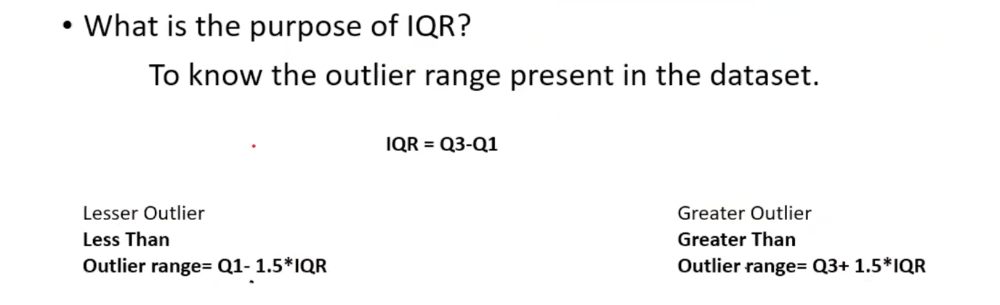 • What is the purpose of IQR?
To know the outlier range present in the dataset.
IQR = Q3-Q1
Lesser Outlier
Less Than
Outlier range= Q1- 1.5*IQR
Greater Outlier
Greater Than
Outlier range= Q3+ 1.5*IQR